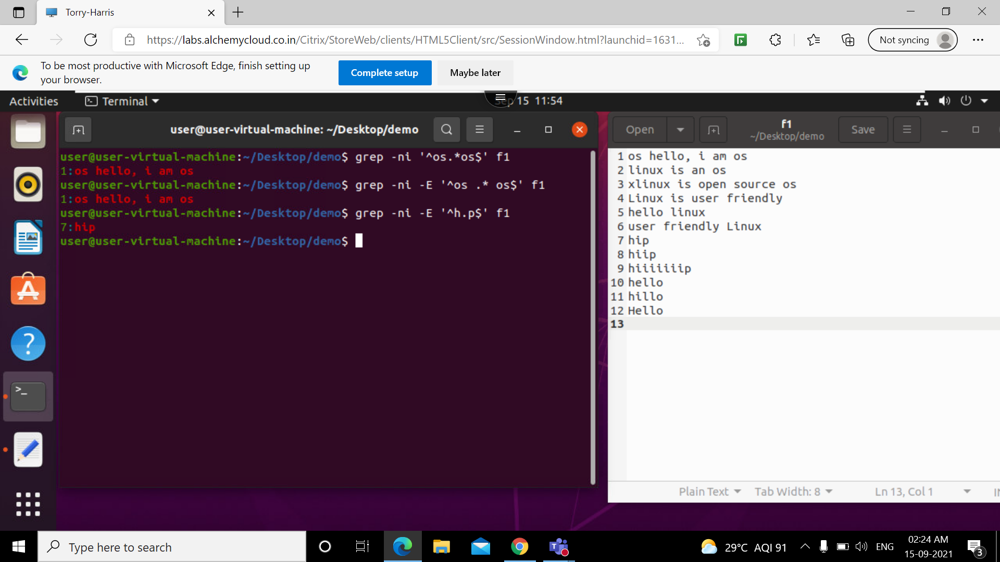 Torry-Harris
https://labs.alchemycloud.co.in/Citrix/StoreWeb/clients/HTML5Client/src/SessionWindow.html?launchid=1631...
Not syncing
To be most productive with Microsoft Edge, finish setting up
your browser.
Complete setup
Maybe later
Activities
Terminal
Sep 15 11:54
user@user-virtual-machine: ~/Desktop/demo
user@user-virtual-machine:~/Desktop/demo$ grep -ni '^os.*os$' f1
1:os hello, i am os
user@user-virtual-machine:~/Desktop/demo$ grep -ni -E '^os .* os$' f1
1:os hello, i am os
user@user-virtual-machine:~/Desktop/demo$ grep -ni -E '^h.p$' f1
7:hip
user@user-virtual-machine:~/Desktop/demo$
Open
f1
~/Desktop/demo
Save
1 os hello, i am os
2 linux is an os
3 xlinux is open source os
4 Linux is user friendly
5 hello linux
6 user friendly Linux
7 hip
8 hiip
9 hiiiiiiip
10 hello
11 hillo
12 Hello
13
Plain Text
Tab Width: 8
Ln 13, Col 1
Type here to search
29°C AQI 91
ENG
02:24 AM
15-09-2021
3